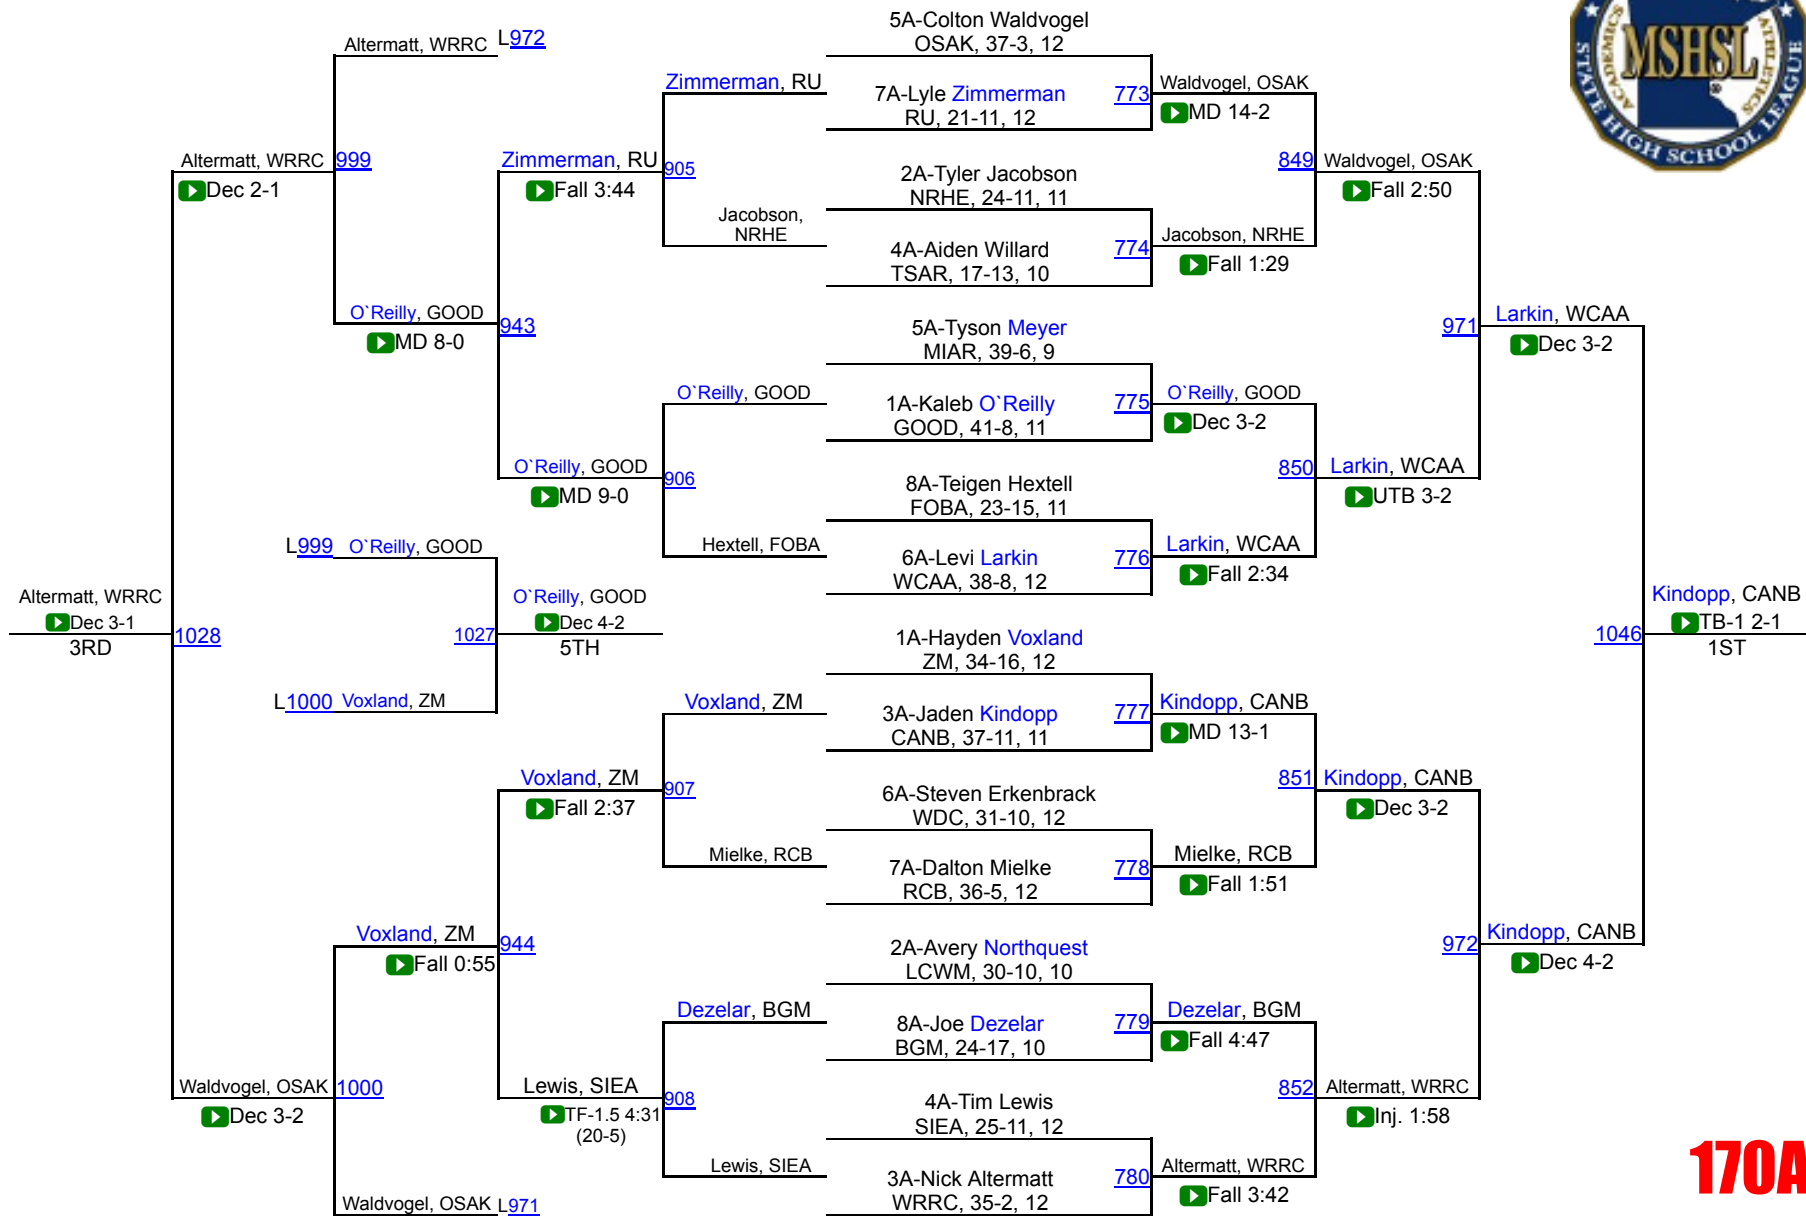 Altermatt, WRRC L972
Altermatt, WRRC 999
Dec 2-1
Zimmerman, RU
Fall 3:44
O`Reilly, GOOD 943
MD 8-0
Zimmerman, RU
905
Jacobson,
NRHE
O`Reilly, GOOD
O`Reilly, GOOD 906
MD 9-0
Hextell, FOBA
L999 O`Reilly, GOOD
O`Reilly, GOOD
Dec 4-2
1027
5TH
L1000 Voxland, ZM
Altermatt, WRRC
Dec 3-1
3RD
1028
Voxland, ZM
Voxland, ZM 907
Fall 2:37
Mielke, RCB
Voxland, ZM 944
Fall 0:55
Dezelar, BGM
Lewis, SIEA 908
TF-1.5 4:31
(20-5)
Lewis, SIEA
Waldvogel, OSAK 1000
Dec 3-2
Waldvogel, OSAK L971
5A-Colton Waldvogel
OSAK, 37-3, 12
7A-Lyle Zimmerman 773
RU, 21-11, 12
2A-Tyler Jacobson
NRHE, 24-11, 11
4A-Aiden Willard 774
TSAR, 17-13, 10
5A-Tyson Meyer
MIAR, 39-6, 9
1A-Kaleb O`Reilly 775
GOOD, 41-8, 11
8A-Teigen Hextell
FOBA, 23-15, 11
6A-Levi Larkin 776
WCAA, 38-8, 12
1A-Hayden Voxland
ZM, 34-16, 12
3A-Jaden Kindopp 777
CANB, 37-11, 11
6A-Steven Erkenbrack
WDC, 31-10, 12
7A-Dalton Mielke 778
RCB, 36-5, 12
2A-Avery Northquest
LCWM, 30-10, 10
8A-Joe Dezelar 779
BGM, 24-17, 10
4A-Tim Lewis
SIEA, 25-11, 12
3A-Nick Altermatt 780
WRRC, 35-2, 12
Waldvogel, OSAK
MD 14-2
Jacobson, NRHE
Fall 1:29
O`Reilly, GOOD
Dec 3-2
Larkin, WCAA
Fall 2:34
Kindopp, CANB
MD 13-1
Mielke, RCB
Fall 1:51
Dezelar, BGM
Fall 4:47
Altermatt, WRRC
Fall 3:42
849 Waldvogel, OSAK
Fall 2:50
850 Larkin, WCAA
UTB 3-2
851 Kindopp, CANB
Dec 3-2
852 Altermatt, WRRC
Inj. 1:58
971 Larkin, WCAA
Dec 3-2
972 Kindopp, CANB
Dec 4-2
Kindopp, CANB
TB-1 2-1
1046
1ST
MSHSL
ACADEMICS
ATHLETICS
STATE HIGH SCHOOL LEAGUE
170A